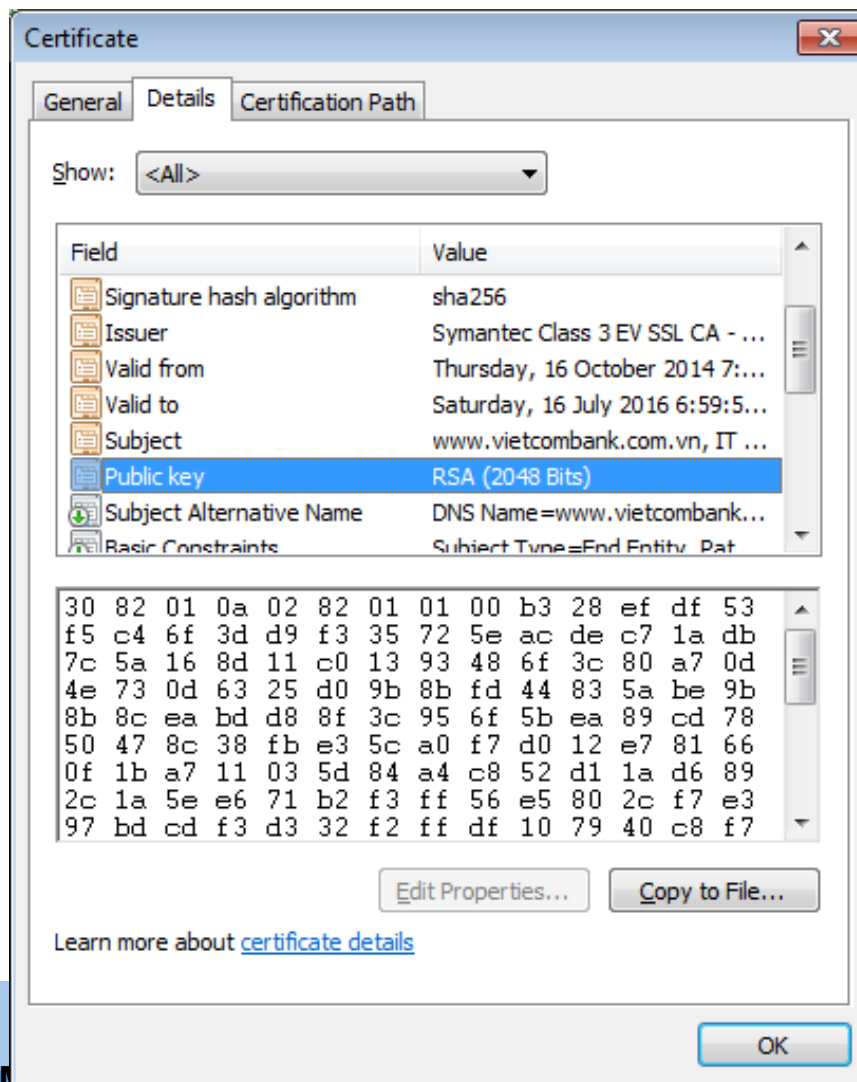 Certificate
General Details Certification Path
Show: <All>
Field Value
Signature hash algorithm sha256
Issuer Symantec Class 3 EV SSL CA - ...
Valid from Thursday, 16 October 2014 7:...
Valid to Saturday, 16 July 2016 6:59:5...
Subject www.vietcombank.com.vn, IT ...
Public key RSA (2048 Bits)
Subject Alternative Name DNS Name=www.vietcombank...
Basic Constraints Subject Type=End Entity, Pat
30 82 01 0a 02 82 01 01 00 b3 28 ef df 53
f5 c4 6f 3d d9 f3 35 72 5e ac de c7 1a db
7c 5a 16 8d 11 c0 13 93 48 6f 3c 80 a7 0d
4e 73 0d 63 25 d0 9b 8b fd 44 83 5a be 9b
8b 8c ea bd d8 8f 3c 95 6f 5b ea 89 cd 78
50 47 8c 38 fb e3 5c a0 f7 d0 12 e7 81 66
0f 1b a7 11 03 5d 84 a4 c8 52 d1 1a d6 89
2c 1a 5e e6 71 b2 f3 ff 56 e5 80 2c f7 e3
97 bd cd f3 d3 32 f2 ff df 10 79 40 c8 f7
Edit Properties... Copy to File...
Learn more about certificate details
OK